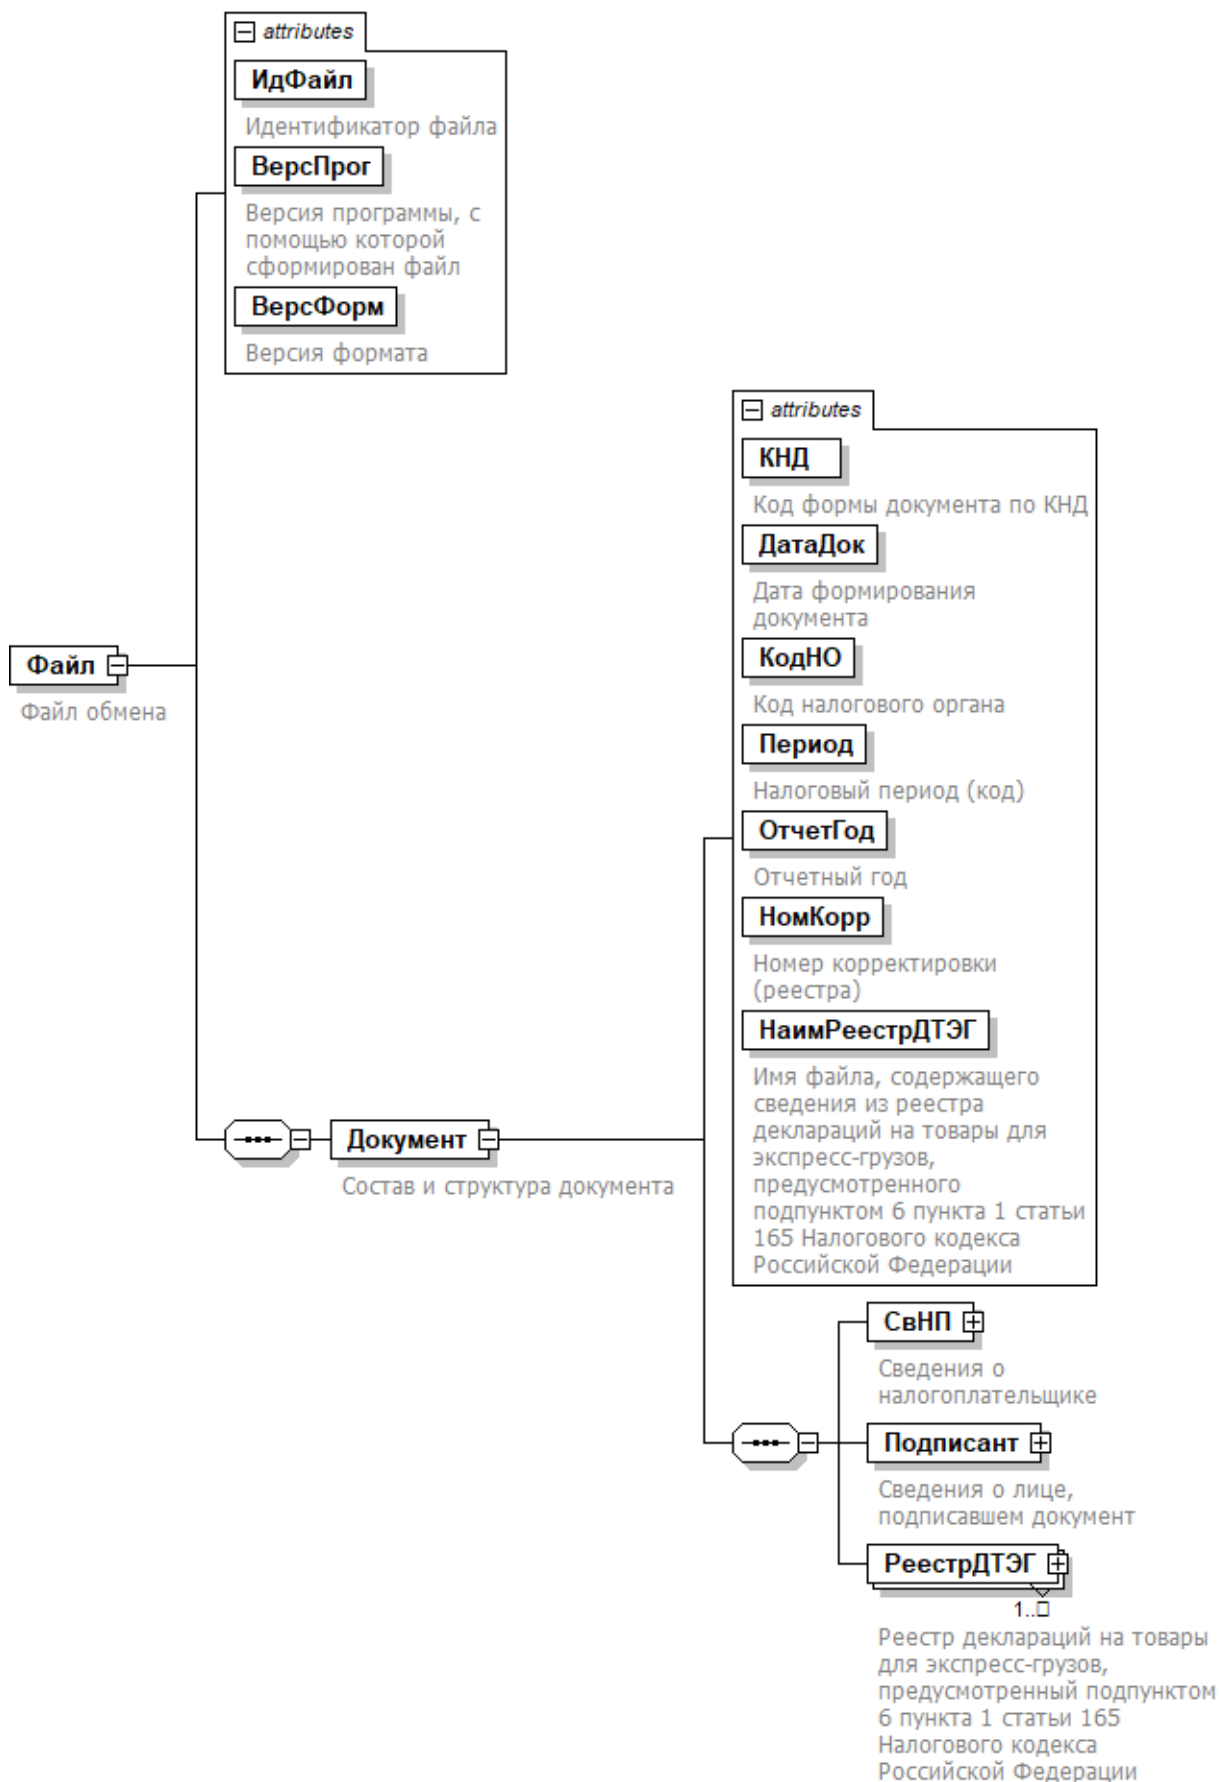 attributes
ИдФайл
Идентификатор файла
ВерсПрог
Версия программы, с
помощью которой
сформирован файл
ВерсФорм
Версия формата
Файл
Файл обмена
Документ
Состав и структура документа
attributes
КНД
Код формы документа по КНД
ДатаДок
Дата формирования
документа
КодНО
Код налогового органа
Период
Налоговый период (код)
ОтчетГод
Отчетный год
НомКорр
Номер корректировки
(реестра)
НаимРеестрДТЭГ
Имя файла, содержащего
сведения из реестра
деклараций на товары для
экспресс-грузов,
предусмотренного
подпунктом 6 пункта 1 статьи
165 Налогового кодекса
Российской Федерации
СвНП
Сведения о
налогоплательщике
Подписант
Сведения о лице,
подписавшем документ
РеестрДТЭГ
1..□
Реестр деклараций на товары
для экспресс-грузов,
предусмотренный подпунктом
6 пункта 1 статьи 165
Налогового кодекса
Российской Федерации